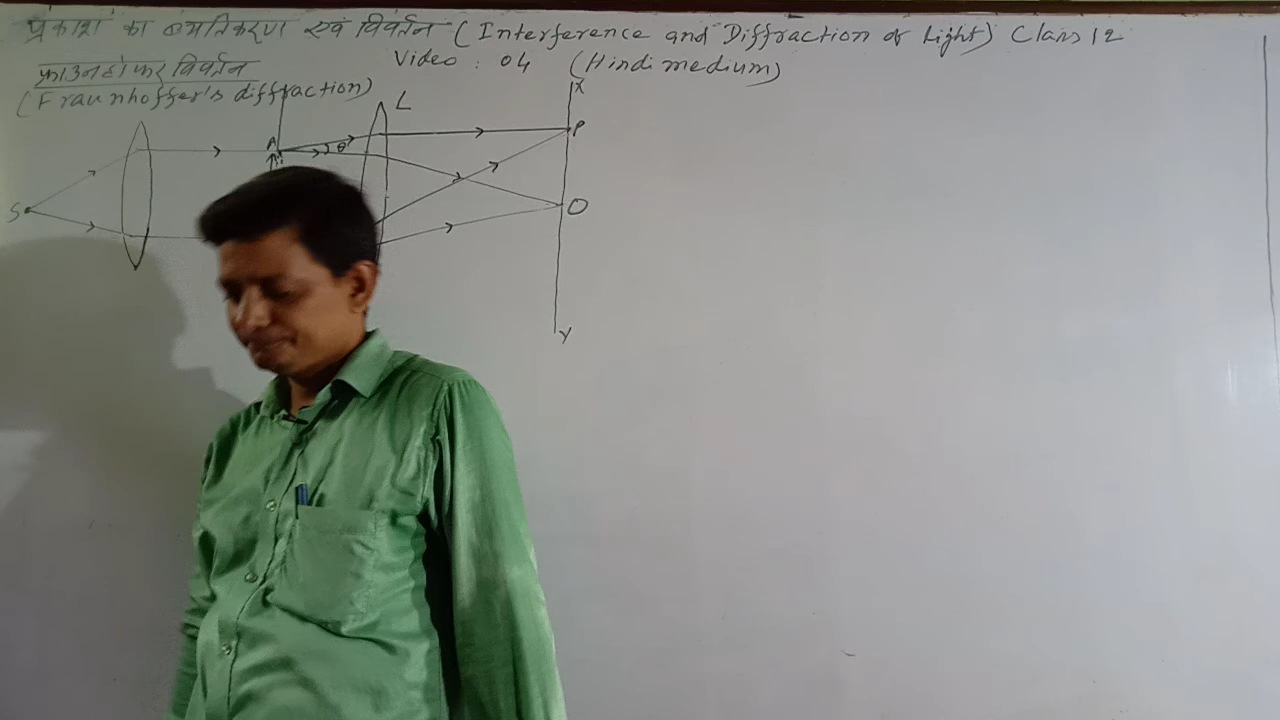 प्रकाश का व्यतिकरण एवं विवर्तन (Interference and Diffraction of Light) Class 12
Video : 04 (Hindi medium)
फ्राउनहोफर विवर्तन
(Fraunhoffer's diffraction)
L
X
A
θ
P
S
O
Y